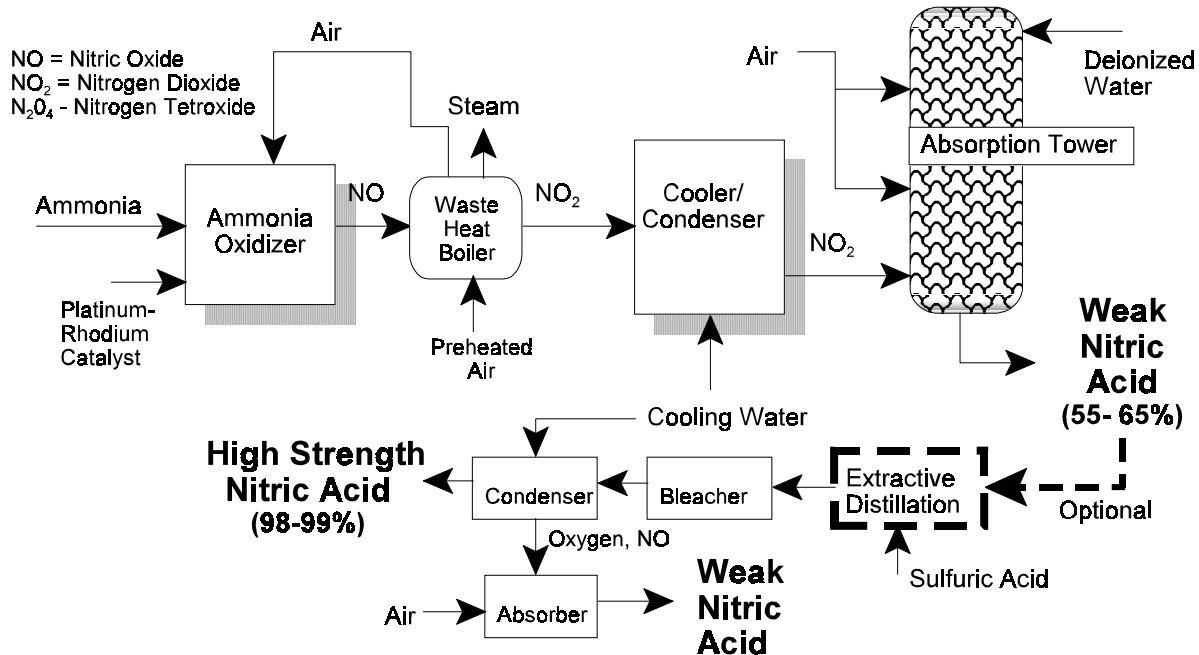 NO = Nitric Oxide
NO₂ = Nitrogen Dioxide
N₂0₄ - Nitrogen Tetroxide
Air
Steam
Air
Deionized
Water
Absorption Tower
Ammonia
Ammonia
Oxidizer
NO
Waste
Heat
Boiler
NO₂
Cooler/
Condenser
NO₂
Platinum-
Rhodium
Catalyst
Preheated
Air
Weak
Nitric
Acid
(55- 65%)
Cooling Water
High Strength
Nitric Acid
(98-99%)
Condenser
Bleacher
Extractive
Distillation
Optional
Oxygen, NO
Sulfuric Acid
Air
Absorber
Weak
Nitric
Acid